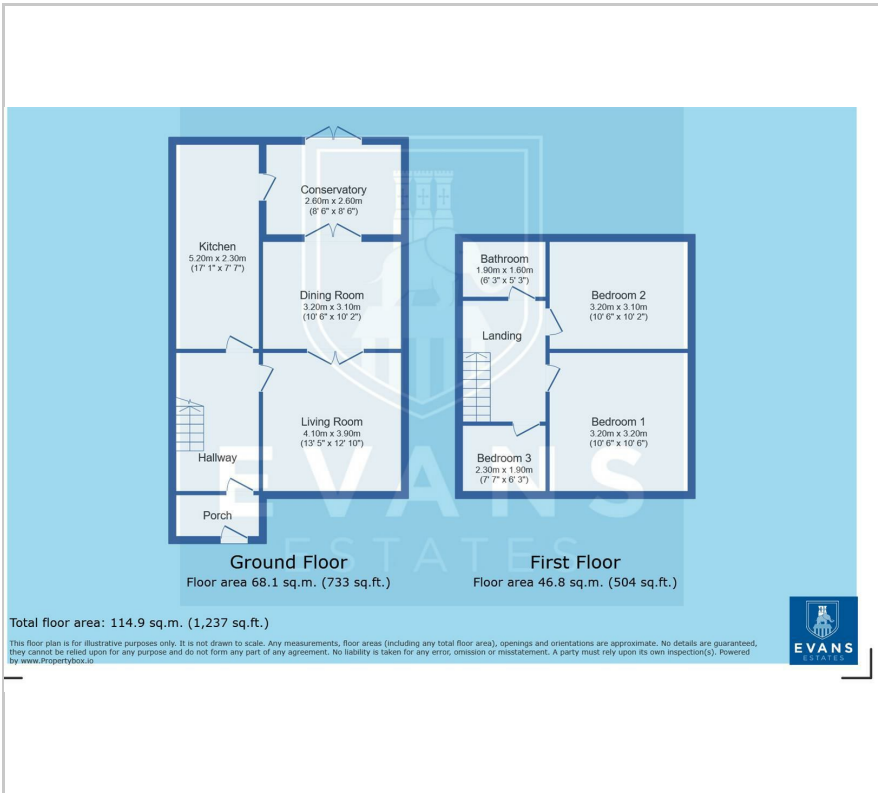 Conservatory
2.60m x 2.60m
(8' 6" x 8' 6")
Kitchen
5.20m x 2.30m
(17' 1" x 7' 7")
Dining Room
3.20m x 3.10m
(10' 6" x 10' 2")
Living Room
4.10m x 3.90m
(13' 5" x 12' 10")
Hallway
Porch
Ground Floor
Floor area 68.1 sq.m. (733 sq.ft.)
Bathroom
1.90m x 1.60m
(6' 3" x 5' 3")
Bedroom 2
3.20m x 3.10m
(10' 6" x 10' 2")
Landing
Bedroom 1
3.20m x 3.20m
(10' 6" x 10' 6")
Bedroom 3
2.30m x 1.90m
(7' 7" x 6' 3")
First Floor
Floor area 46.8 sq.m. (504 sq.ft.)
EVANS
ESTATES
Total floor area: 114.9 sq.m. (1,237 sq.ft.)
This floor plan is for illustrative purposes only. It is not drawn to scale. Any measurements, floor areas (including any total floor area), openings and orientations are approximate. No details are guaranteed,
they cannot be relied upon for any purpose and do not form any part of any agreement. No liability is taken for any error, omission or misstatement. A party must rely upon its own inspection(s). Powered
by www.Propertybox.io
EVANS
ESTATES